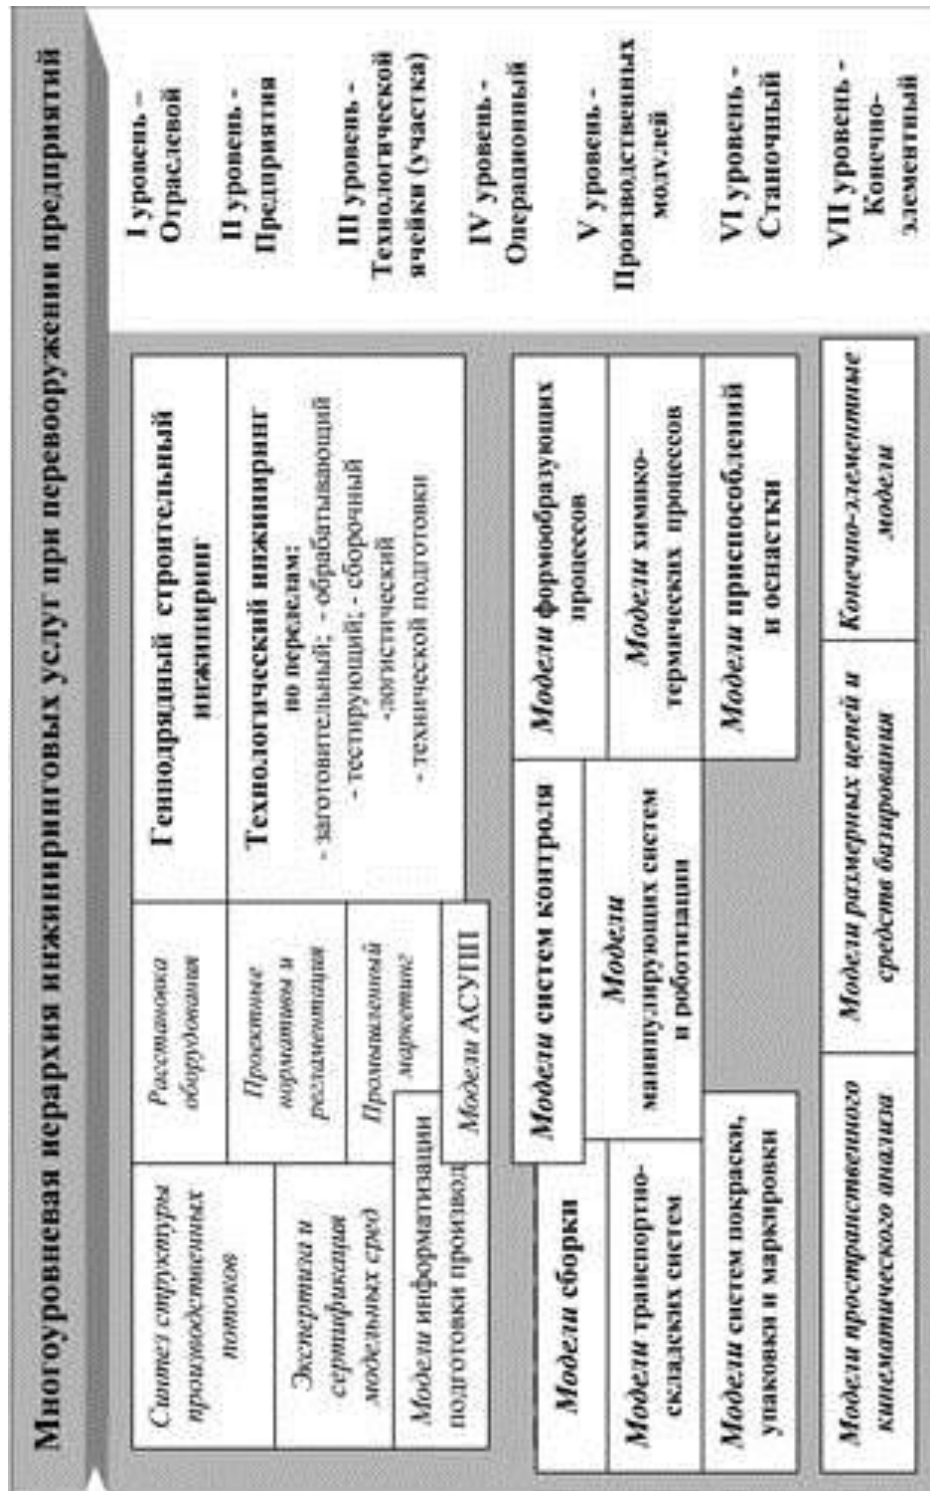 Многоуровневая иерархия инжиниринговых услуг при перевооружении предприятий
Синтез структуры
производственных
потоков
Экспертиза и
сертификация
модельных сред
Модели информатизации
подготовки производ
Расстановка
оборудования
Проектные
нормативы и
регламентация
Промышленный
маркетинг
Модели АСУПП
Генподрядный строительный
инжиниринг
Технологический инжиниринг
по переделам:
- заготовительный; - обрабатывающий
- тестирующий; - сборочный
-логистический
- технической подготовки
Модели сборки
Модели транспортно-
складских систем
Модели систем покраски,
упаковки и маркировки
Модели систем контроля
Модели
манипулирующих систем
и роботизации
Модели формообразующих
процессов
Модели химико-
термических процессов
Модели приспособлений
и оснастки
Модели пространственного
кинематического анализа
Модели размерных цепей и
средств базирования
Конечно-элементные
модели
I уровень –
Отраслевой
II уровень -
Предприятия
III уровень -
Технологической
ячейки (участка)
IV уровень -
Операционный
V уровень -
Производственных
модулей
VI уровень -
Станочный
VII уровень -
Конечно-
элементный